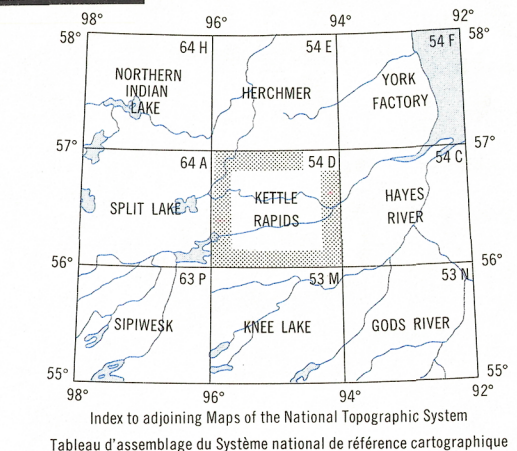 98° 96° 94° 92°
58° 64 H 54 E 54 F 58°
NORTHERN
INDIAN
LAKE
HERCHMER
YORK
FACTORY
57° 64 A 54 D 54 C 57°
SPLIT LAKE
KETTLE
RAPIDS
HAYES
RIVER
56° 63 P 53 M 53 N 56°
SIPIWESK KNEE LAKE GODS RIVER
55° 55°
98° 96° 94° 92°
Index to adjoining Maps of the National Topographic System
Tableau d'assemblage du Système national de référence cartographique